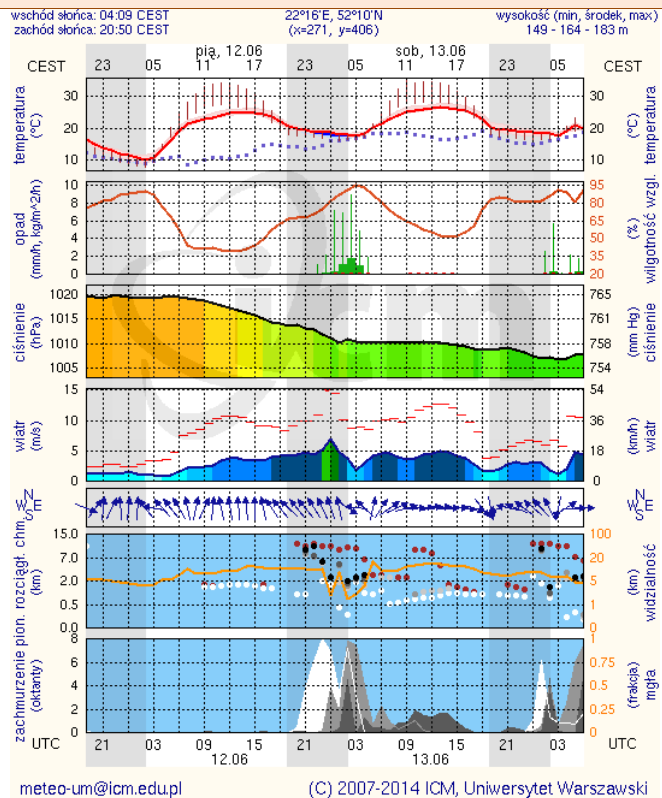 wschód słońca: 04:09 CEST 22°16'E, 52°10'N wysokość (min, środek, max)
zachód słońca: 20:50 CEST (x=271, y=406) 149 - 164 - 183 m
pią, 12.06 sob, 13.06
CEST 23 05 11 17 23 05 11 17 23 05 CEST
temperatura (°C) 30 20 10 30 20 10 temperatura (°C)
opad (mm/h, kg/m^2/h) 10 8 6 4 2 0 95 80 65 50 35 20 (%) wilgotność wzgl.
ciśnienie (hPa) 1020 1015 1010 1005 765 761 758 754 (mm Hg) ciśnienie
icm
wiatr (m/s) 15 10 5 0 54 36 18 0 (km/h) wiatr
N W E S N W E S
rozciągł. chm. pion. (km) 15.0 7.0 2.0 0.5 0.0 100 20 5 1 0 (km) widzialność
zachmurzenie (oktanty) 8 6 4 2 0 1 0.75 0.5 0.25 0 (frakcja) mgła
UTC 21 03 09 15 21 03 09 15 21 03 UTC
12.06 13.06
meteo-um@icm.edu.pl (C) 2007-2014 ICM, Uniwersytet Warszawski